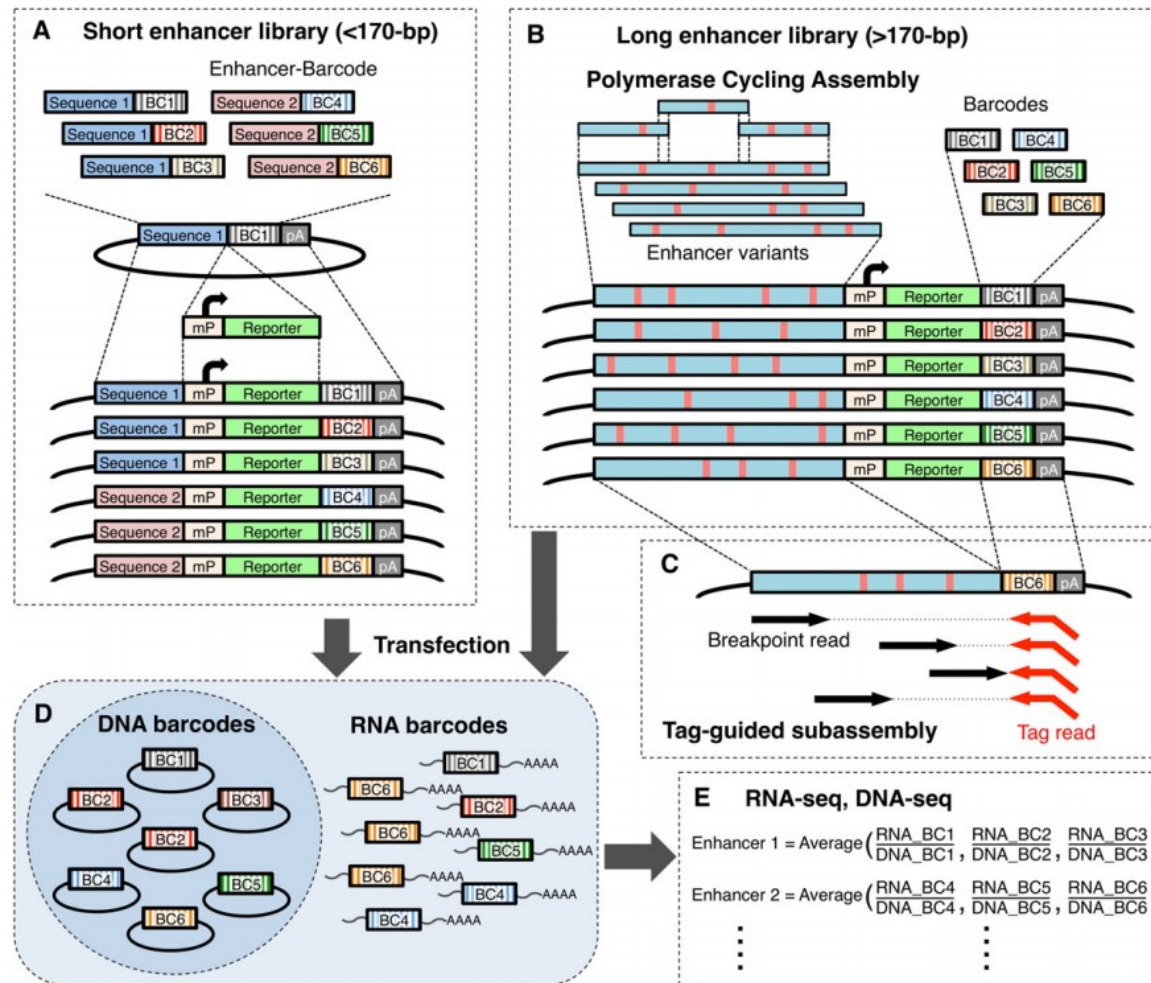 A Short enhancer library (<170-bp)
Enhancer-Barcode
Sequence 1 BC1 Sequence 2 BC4
Sequence 1 BC2 Sequence 2 BC5
Sequence 1 BC3 Sequence 2 BC6
Sequence 1 BC1 pA
mP Reporter
Sequence 1 mP Reporter BC1 pA
Sequence 1 mP Reporter BC2 pA
Sequence 1 mP Reporter BC3 pA
Sequence 2 mP Reporter BC4 pA
Sequence 2 mP Reporter BC5 pA
Sequence 2 mP Reporter BC6 pA
B Long enhancer library (>170-bp)
Polymerase Cycling Assembly
Barcodes
BC1 BC4
BC2 BC5
BC3 BC6
Enhancer variants
mP Reporter BC1 pA
mP Reporter BC2 pA
mP Reporter BC3 pA
mP Reporter BC4 pA
mP Reporter BC5 pA
mP Reporter BC6 pA
C
BC6 pA
Breakpoint read
Tag-guided subassembly
Tag read
Transfection
D
DNA barcodes
BC1
BC2 BC3
BC2
BC4 BC5
BC6
RNA barcodes
BC1 AAAA
BC6 AAAA
BC2 AAAA
BC6 AAAA
BC5 AAAA
BC6 AAAA
BC4 AAAA
BC4 AAAA
E RNA-seq, DNA-seq
Enhancer 1 = Average(RNA_BC1/DNA_BC1, RNA_BC2/DNA_BC2, RNA_BC3/DNA_BC3
Enhancer 2 = Average(RNA_BC4/DNA_BC4, RNA_BC5/DNA_BC5, RNA_BC6/DNA_BC6